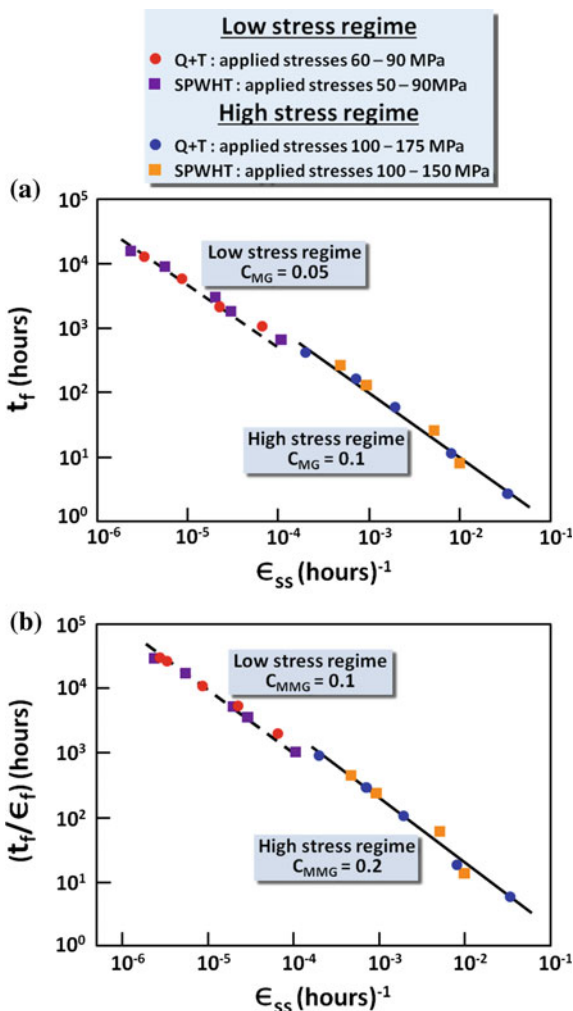 Low stress regime
Q+T : applied stresses 60 – 90 MPa
SPWHT : applied stresses 50 – 90MPa
High stress regime
Q+T : applied stresses 100 – 175 MPa
SPWHT : applied stresses 100 – 150 MPa
(a)
10⁵
10⁴
10³
10²
10¹
10⁰
t_f (hours)
Low stress regime
C_MG = 0.05
High stress regime
C_MG = 0.1
10⁻⁶ 10⁻⁵ 10⁻⁴ 10⁻³ 10⁻² 10⁻¹
ϵ_ss (hours)⁻¹
(b)
10⁵
10⁴
10³
10²
10¹
10⁰
(t_f/ϵ_f) (hours)
Low stress regime
C_MMG = 0.1
High stress regime
C_MMG = 0.2
10⁻⁶ 10⁻⁵ 10⁻⁴ 10⁻³ 10⁻² 10⁻¹
ϵ_ss (hours)⁻¹